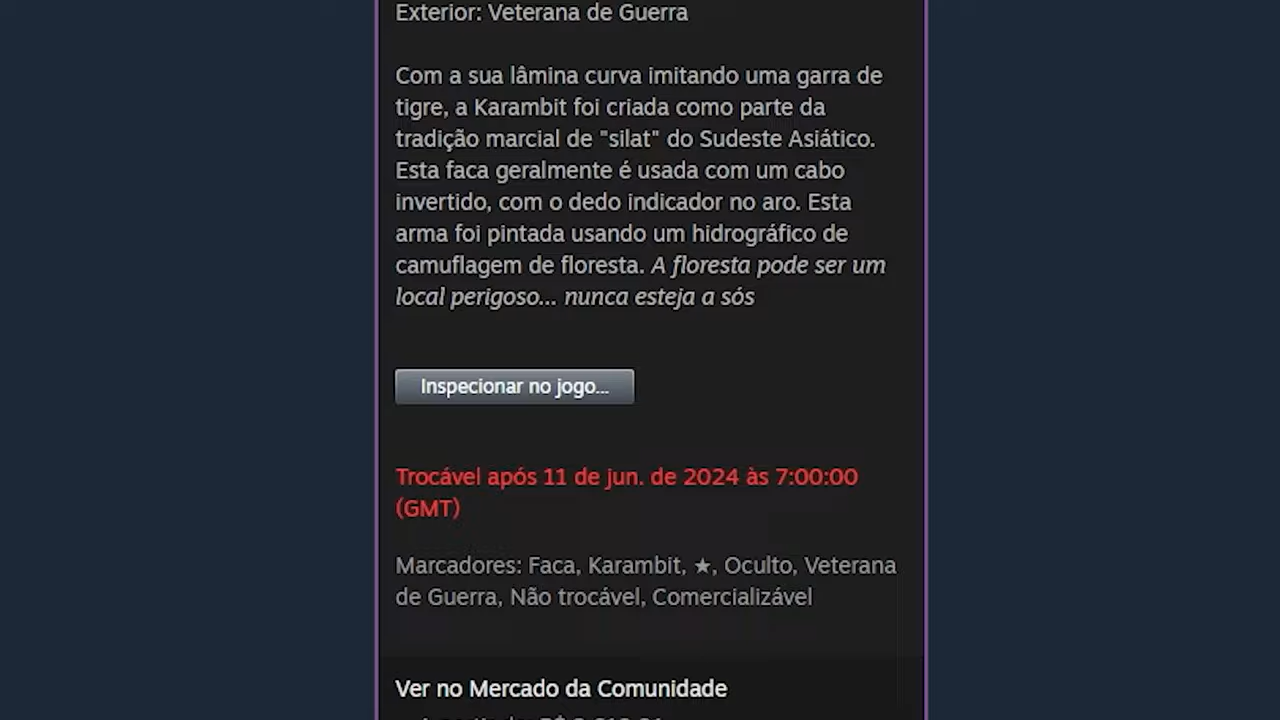 Exterior: Veterana de Guerra
Com a sua lâmina curva imitando uma garra de
tigre, a Karambit foi criada como parte da
tradição marcial de "silat" do Sudeste Asiático.
Esta faca geralmente é usada com um cabo
invertido, com o dedo indicador no aro. Esta
arma foi pintada usando um hidrográfico de
camuflagem de floresta. A floresta pode ser um
local perigoso... nunca esteja a sós
Inspecionar no jogo...
Trocável após 11 de jun. de 2024 às 7:00:00
(GMT)
Marcadores: Faca, Karambit, ★, Oculto, Veterana
de Guerra, Não trocável, Comercializável
Ver no Mercado da Comunidade